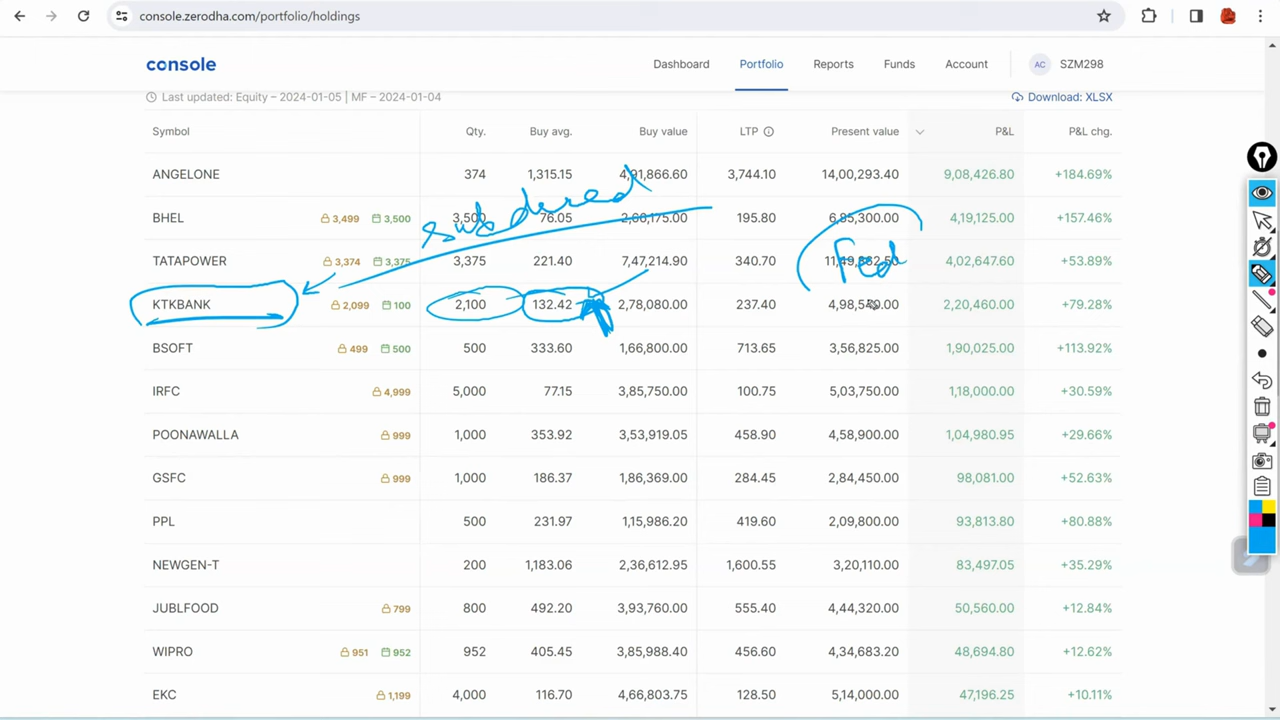 console.zerodha.com/portfolio/holdings
console Dashboard Portfolio Reports Funds Account AC SZM298
Last updated: Equity – 2024-01-05 | MF – 2024-01-04 Download: XLSX
Symbol Qty. Buy avg. Buy value LTP Present value P&L P&L chg.
ANGELONE 374 1,315.15 4,91,866.60 3,744.10 14,00,293.40 9,08,426.80 +184.69%
BHEL 3,499 3,500 3,500 76.05 2,66,175.00 195.80 6,85,300.00 4,19,125.00 +157.46%
TATAPOWER 3,374 3,375 3,375 221.40 7,47,214.90 340.70 11,49,862.50 4,02,647.60 +53.89%
Feb
KTKBANK 2,099 100 2,100 132.42 2,78,080.00 237.40 4,98,540.00 2,20,460.00 +79.28%
BSOFT 499 500 500 333.60 1,66,800.00 713.65 3,56,825.00 1,90,025.00 +113.92%
IRFC 4,999 5,000 77.15 3,85,750.00 100.75 5,03,750.00 1,18,000.00 +30.59%
POONAWALLA 999 1,000 353.92 3,53,919.05 458.90 4,58,900.00 1,04,980.95 +29.66%
GSFC 999 1,000 186.37 1,86,369.00 284.45 2,84,450.00 98,081.00 +52.63%
PPL 500 231.97 1,15,986.20 419.60 2,09,800.00 93,813.80 +80.88%
NEWGEN-T 200 1,183.06 2,36,612.95 1,600.55 3,20,110.00 83,497.05 +35.29%
JUBLFOOD 799 800 492.20 3,93,760.00 555.40 4,44,320.00 50,560.00 +12.84%
WIPRO 951 952 952 405.45 3,85,988.40 456.60 4,34,683.20 48,694.80 +12.62%
EKC 1,199 4,000 116.70 4,66,803.75 128.50 5,14,000.00 47,196.25 +10.11%